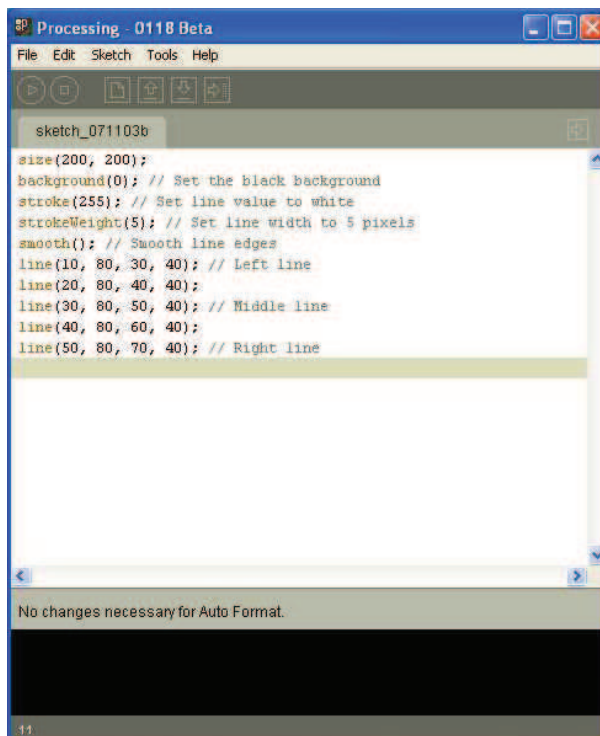 Processing - 0118 Beta
File Edit Sketch Tools Help
sketch_071103b
size(200, 200);
background(0); // Set the black background
stroke(255); // Set line value to white
strokeWeight(5); // Set line width to 5 pixels
smooth(); // Smooth line edges
line(10, 80, 30, 40); // Left line
line(20, 80, 40, 40);
line(30, 80, 50, 40); // Middle line
line(40, 80, 60, 40);
line(50, 80, 70, 40); // Right line
No changes necessary for Auto Format.
11